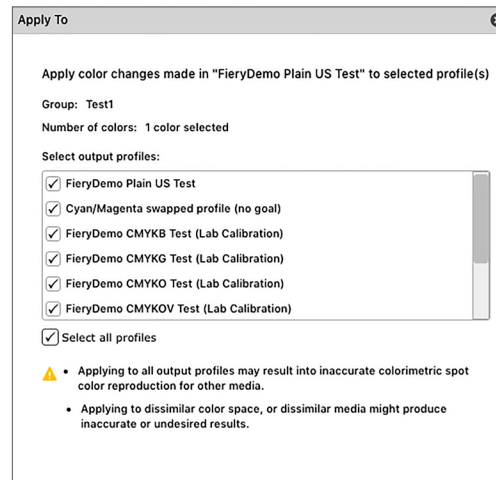 Apply To
Apply color changes made in "FieryDemo Plain US Test" to selected profile(s)
Group: Test1
Number of colors: 1 color selected
Select output profiles:
FieryDemo Plain US Test
Cyan/Magenta swapped profile (no goal)
FieryDemo CMYKB Test (Lab Calibration)
FieryDemo CMYKG Test (Lab Calibration)
FieryDemo CMYKO Test (Lab Calibration)
FieryDemo CMYKOV Test (Lab Calibration)
Select all profiles
• Applying to all output profiles may result into inaccurate colorimetric spot
color reproduction for other media.
• Applying to dissimilar color space, or dissimilar media might produce
inaccurate or undesired results.